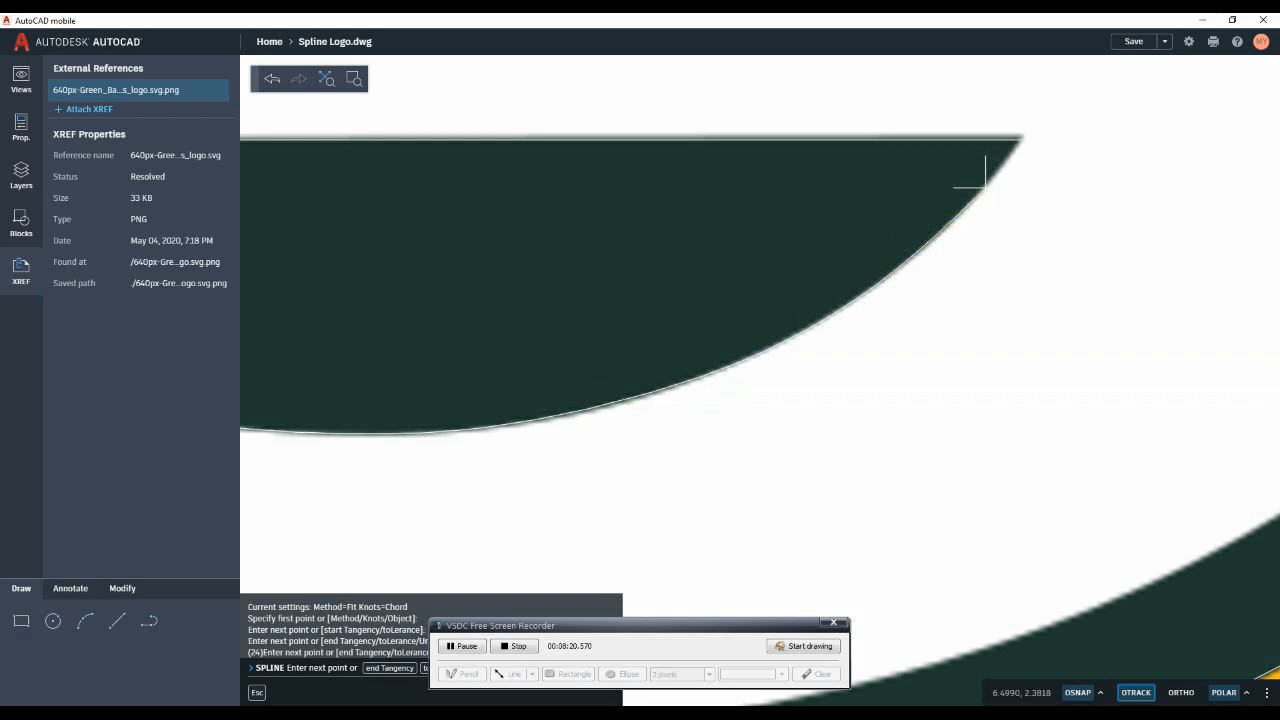 AutoCAD mobile
AUTODESK AUTOCAD
Home > Spline Logo.dwg
Save
MY
Views
Prop.
Layers
Blocks
XREF
External References
640px-Green_Ba...s_logo.svg.png
+ Attach XREF
XREF Properties
Reference name 640px-Gree...s_logo.svg
Status Resolved
Size 33 KB
Type PNG
Date May 04, 2020, 7:18 PM
Found at /640px-Gre...go.svg.png
Saved path ./640px-Gre...ogo.svg.png
Draw Annotate Modify
Current settings: Method=Fit Knots=Chord
Specify first point or [Method/Knots/Object]:
Enter next point or [start Tangency/toLerance]:
Enter next point or [end Tangency/toLerance/Un
(24)Enter next point or [end Tangency/toLerance
> SPLINE Enter next point or end Tangency
Esc
VSDC Free Screen Recorder
Pause Stop 00:08:20.570 Start drawing
Pencil Line Rectangle Ellipse 2 pixels Clear
6.4990, 2.3818 OSNAP OTRACK ORTHO POLAR